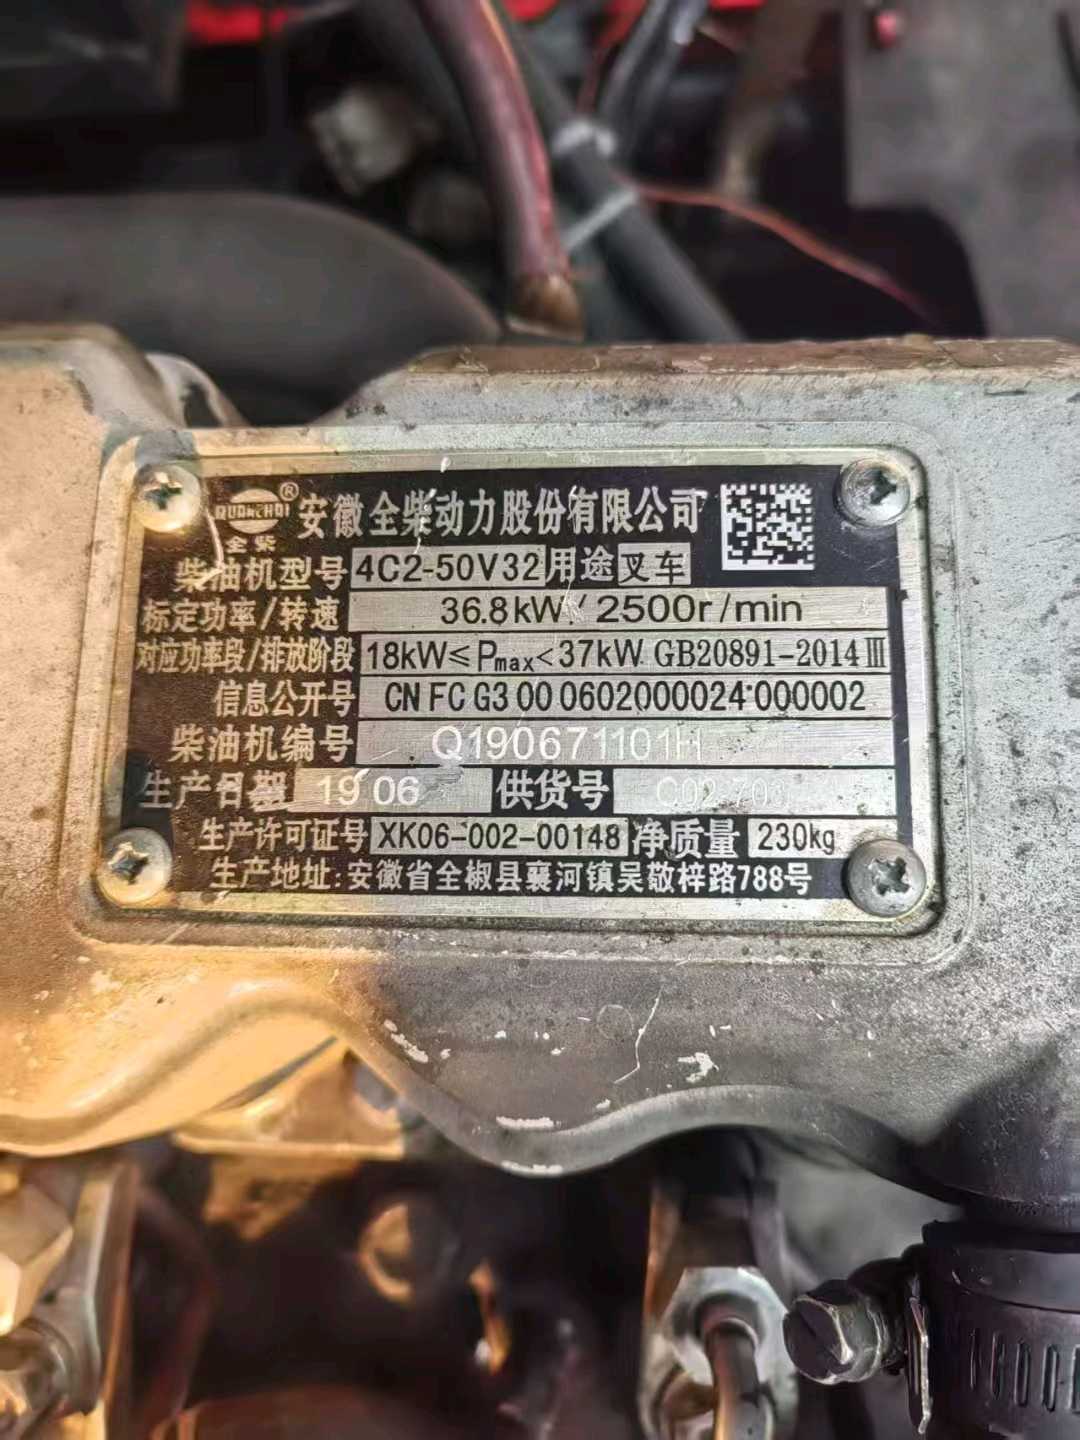 QUANCHAI ® 安徽全柴动力股份有限公司
全柴
柴油机型号 4C2-50V32 用途 叉车
标定功率/转速 36.8kW/2500r/min
对应功率段/排放阶段 18kW≤Pmax<37kW GB20891-2014Ⅲ
信息公开号 CN FC G3 00 0602000024 000002
柴油机编号 Q190671101H
生产日期 19 06 供货号
生产许可证号 XK06-002-00148 净质量 230kg
生产地址:安徽省全椒县襄河镇吴敬梓路788号